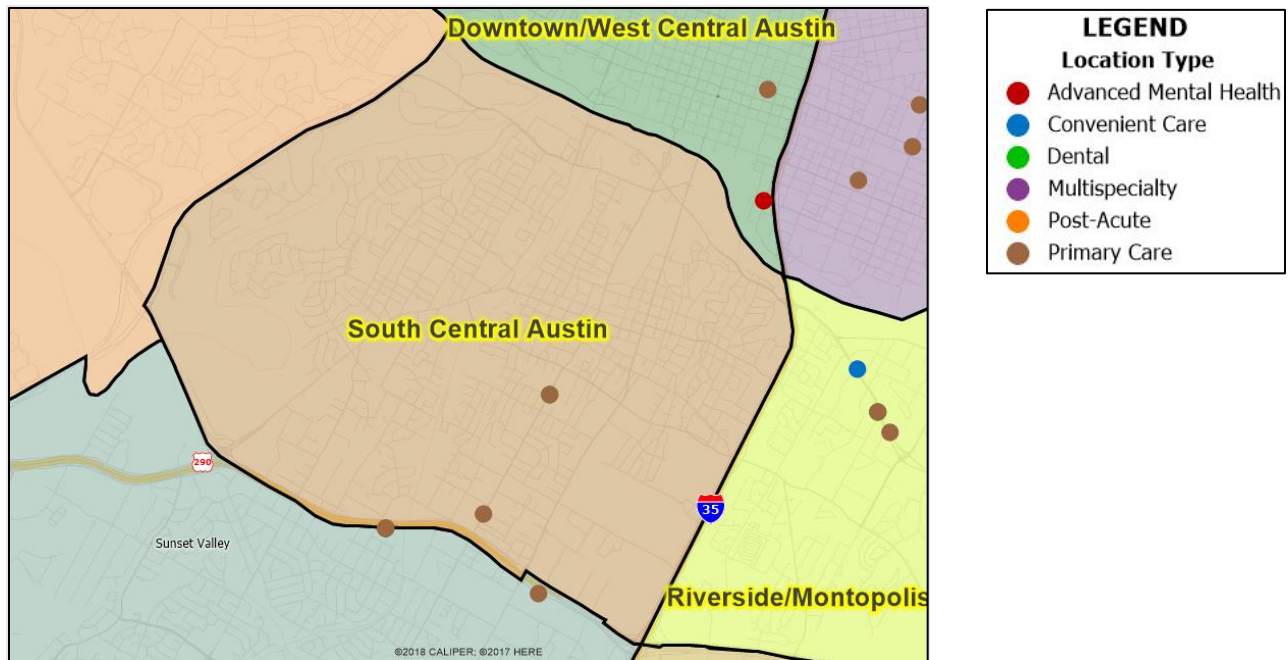 Downtown/West Central Austin
South Central Austin
290
35
Sunset Valley
Riverside/Montopolis
©2018 CALIPER; ©2017 HERE
LEGEND
Location Type
Advanced Mental Health
Convenient Care
Dental
Multispecialty
Post-Acute
Primary Care